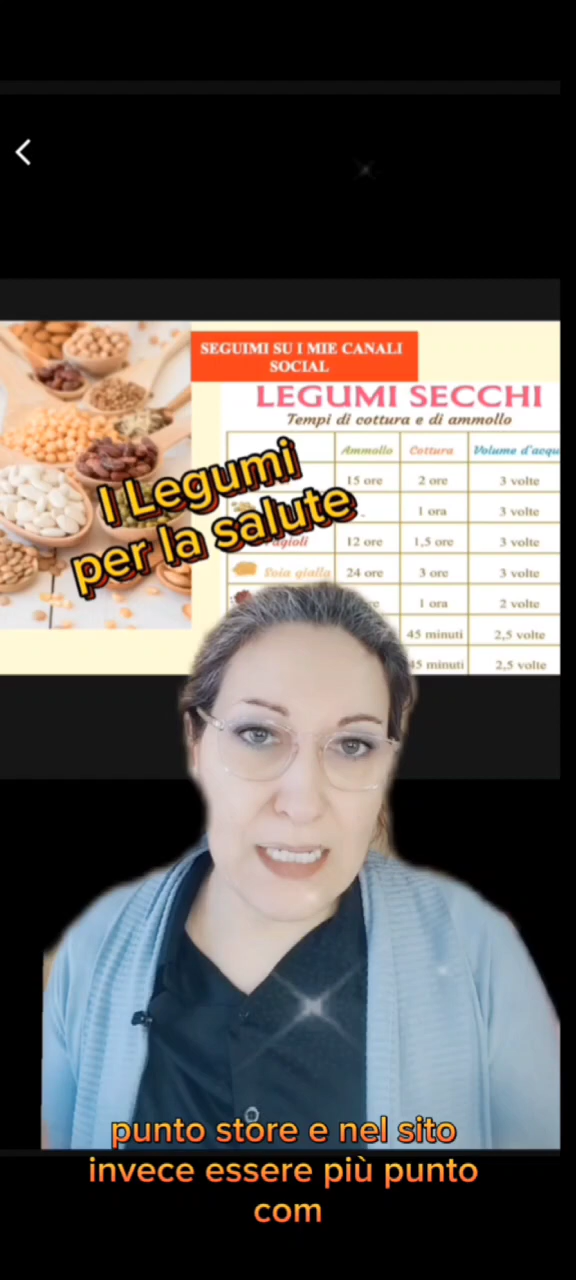 SEGUIMI SU I MIE CANALI
SOCIAL
LEGUMI SECCHI
Tempi di cottura e di ammollo
Ammollo Cottura Volume d'acqu
15 ore 2 ore 3 volte
1 ora 3 volte
12 ore 1,5 ore 3 volte
Soia gialla 24 ore 3 ore 3 volte
1 ora 2 volte
45 minuti 2,5 volte
45 minuti 2,5 volte
I Legumi
per la salute
punto store e nel sito
invece essere più punto
com